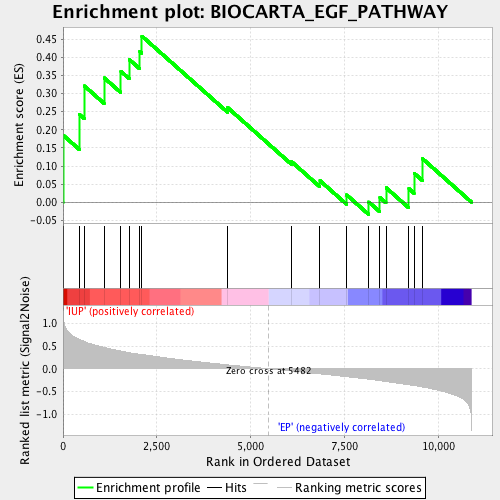 Enrichment plot: BIOCARTA_EGF_PATHWAY
Enrichment score (ES)
0.45
0.40
0.35
0.30
0.25
0.20
0.15
0.10
0.05
0.00
-0.05
'IUP' (positively correlated)
Ranked list metric (Signal2Noise)
1.0
0.5
0.0
-0.5
-1.0
Zero cross at 5482
'EP' (negatively correlated)
0 2,500 5,000 7,500 10,000
Rank in Ordered Dataset
Enrichment profile Hits Ranking metric scores